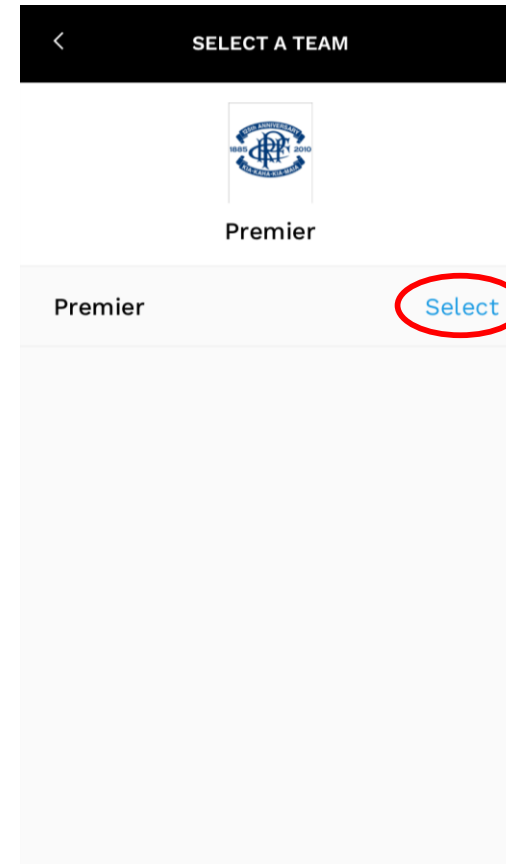 SELECT A TEAM
125TH ANNIVERSARY
1885 2010
KIA-KAHA-KIA-MAIA
Premier
Premier Select